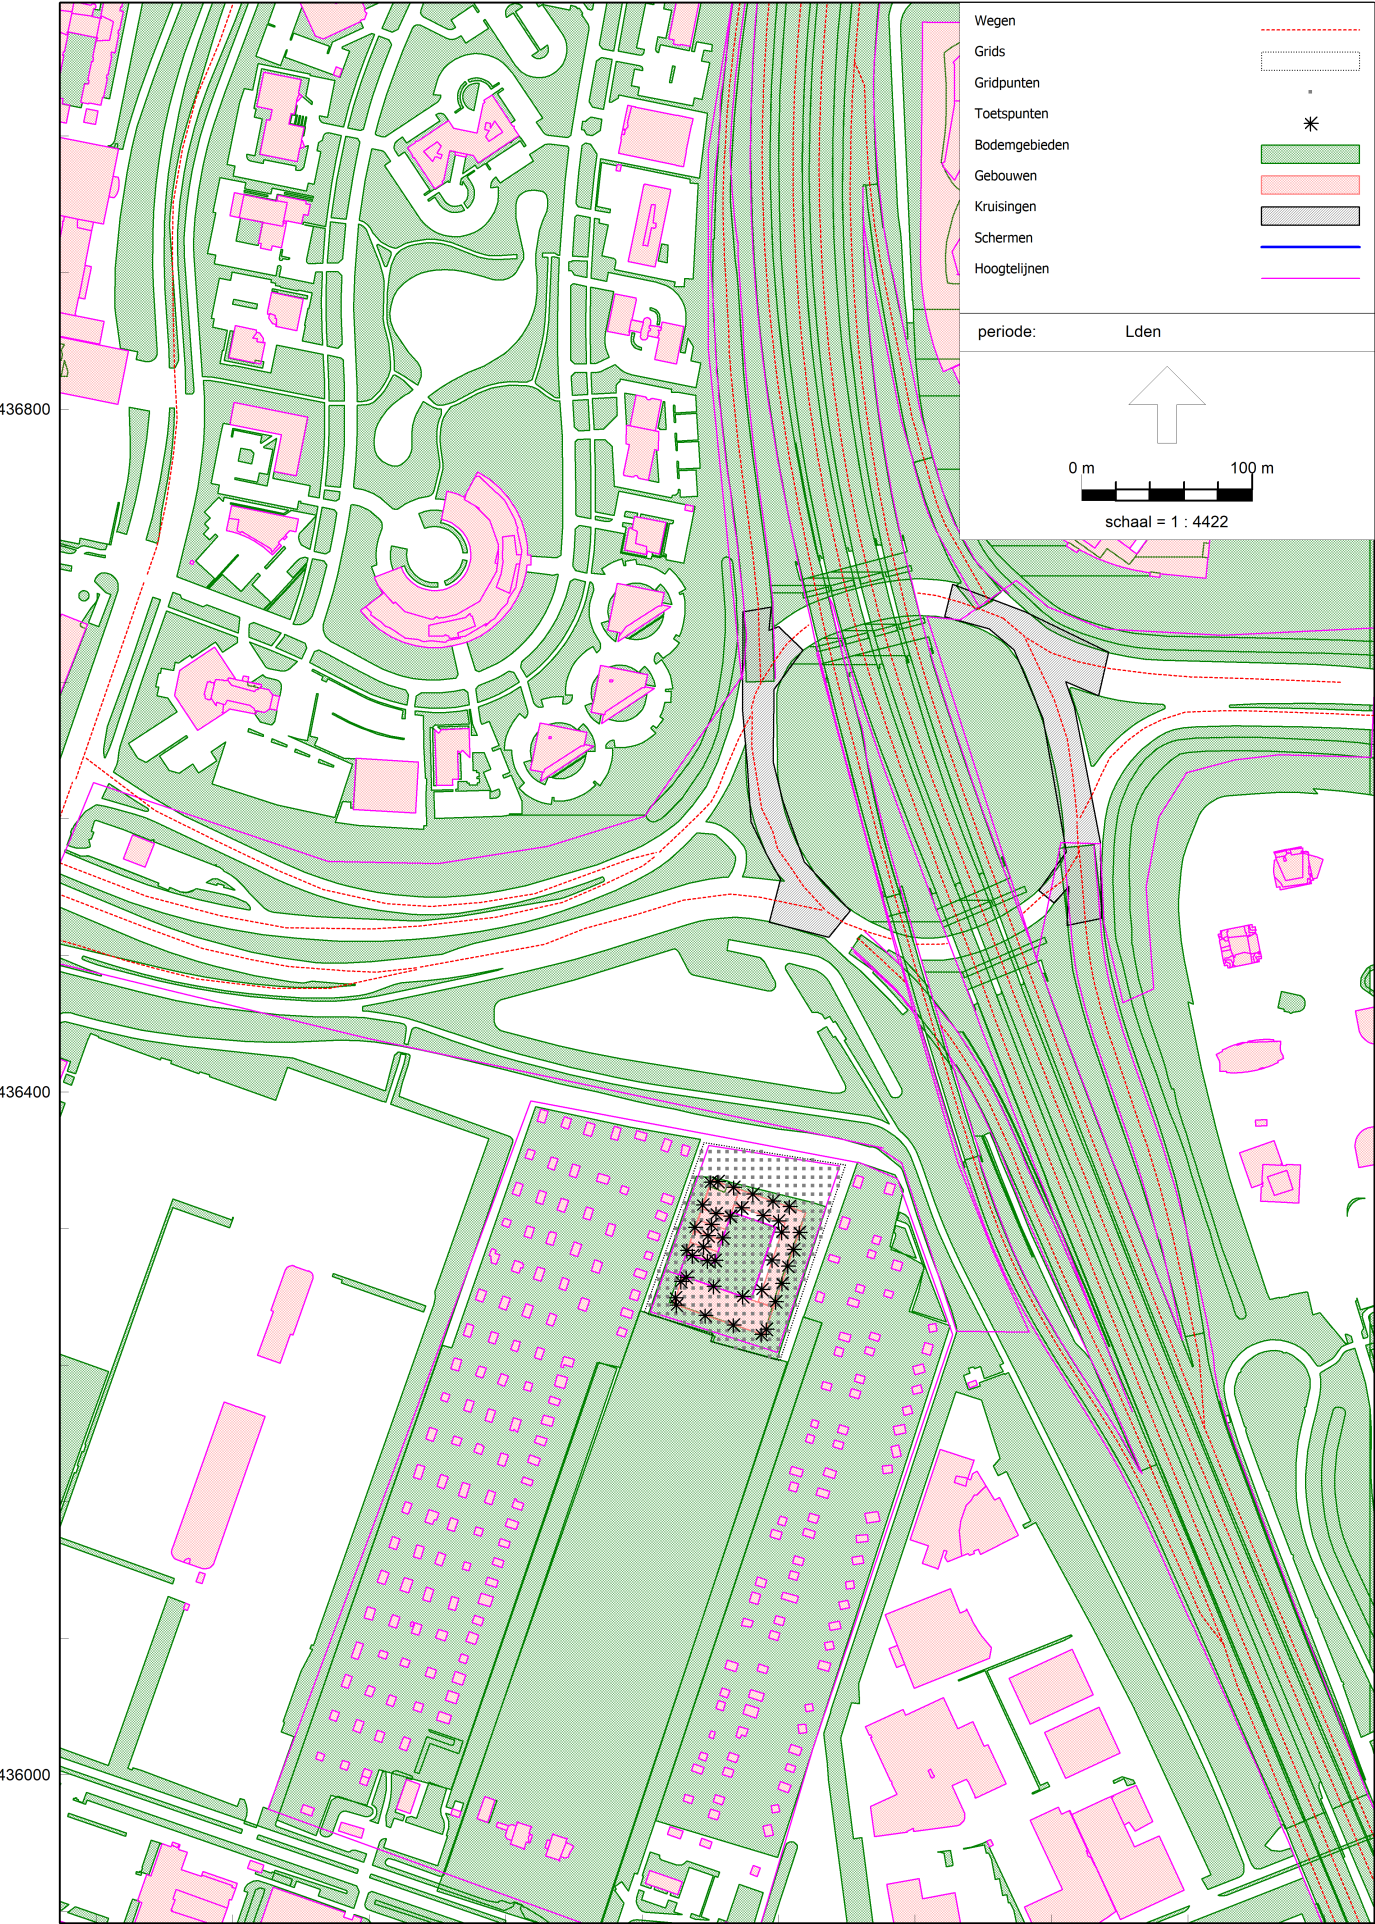 Wegen
Grids
Gridpunten
Toetspunten
Bodemgebieden
Gebouwen
Kruisingen
Schermen
Hoogtelijnen
periode: Lden
0 m 100 m
schaal = 1 : 4422
436800
436400
436000